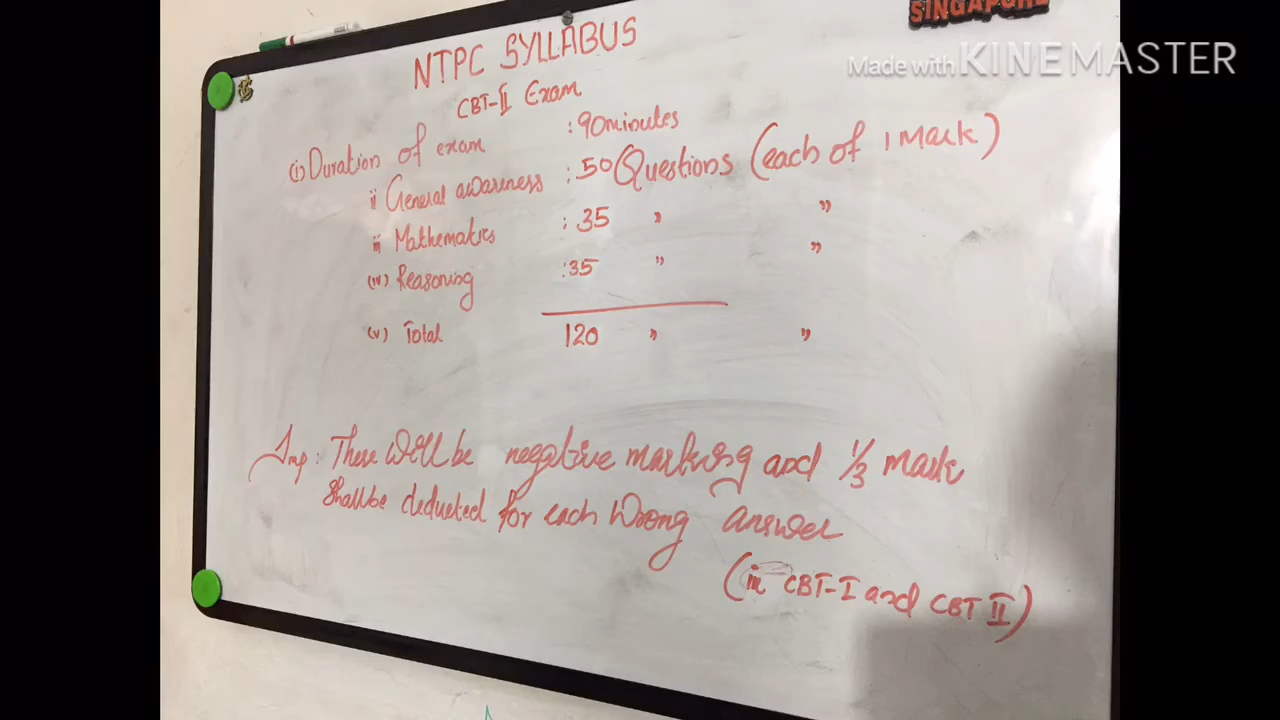 SINGAPORE
Made with KINEMASTER
NTPC SYLLABUS
CBT-II Exam
(i) Duration of exam : 90minutes
ii General awareness : 50 Questions (each of 1 Mark)
iii Mathematics : 35 " "
(iv) Reasoning : 35 " "
(v) Total 120 " "
Imp: There will be negative marking and 1/3 mark
shall be deducted for each wrong answer
(in CBT-I and CBT II)